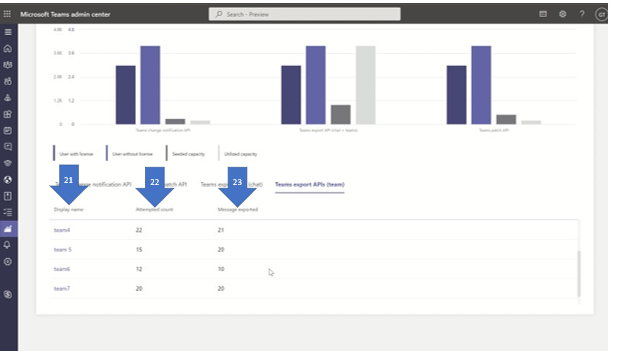 Microsoft Teams admin center
Search - Preview
?
GT
4.8K 4.8
3.6K 3.6
2.4K 2.4
1.2K 1.2
0 0
Teams change notification API
Teams export API (chat + teams)
Teams patch API
User with license
User without license
Seeded capacity
Utilized capacity
21
22
23
ge notification API
atch API
Teams exp
(chat)
Teams export APIs (team)
Display name
Attempted count
Message exported
team4 22 21
team 5 15 20
team6 12 10
team7 20 20